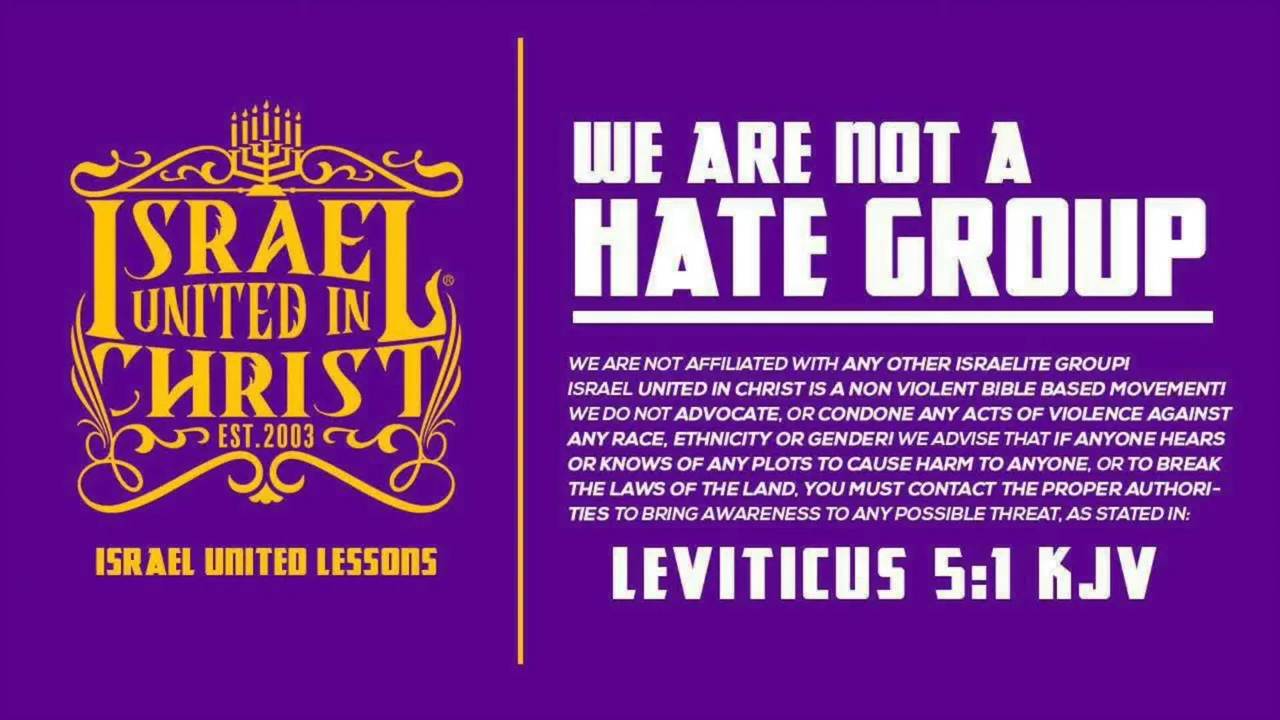 ISRAEL
UNITED IN
CHRIST®
EST. 2003
ISRAEL UNITED LESSONS
WE ARE NOT A
HATE GROUP
WE ARE NOT AFFILIATED WITH ANY OTHER ISRAELITE GROUP!
ISRAEL UNITED IN CHRIST IS A NON VIOLENT BIBLE BASED MOVEMENT!
WE DO NOT ADVOCATE, OR CONDONE ANY ACTS OF VIOLENCE AGAINST
ANY RACE, ETHNICITY OR GENDER! WE ADVISE THAT IF ANYONE HEARS
OR KNOWS OF ANY PLOTS TO CAUSE HARM TO ANYONE, OR TO BREAK
THE LAWS OF THE LAND, YOU MUST CONTACT THE PROPER AUTHORI-
TIES TO BRING AWARENESS TO ANY POSSIBLE THREAT, AS STATED IN:
LEVITICUS 5:1 KJV